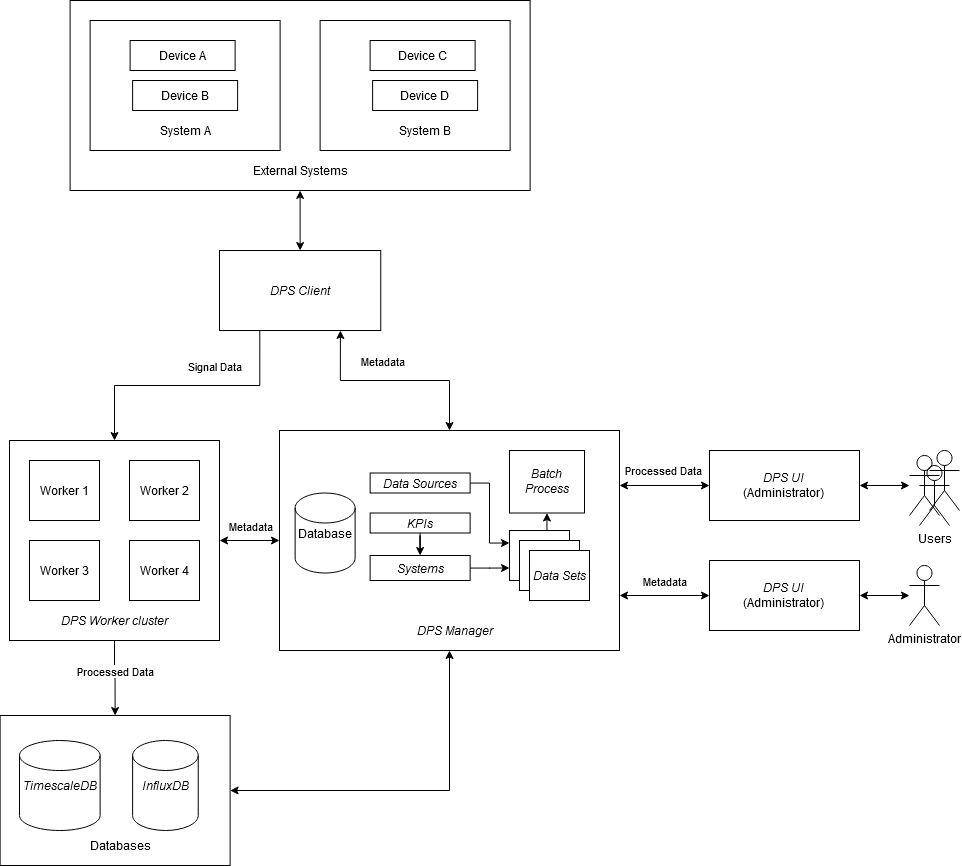 Device A
Device B
System A
Device C
Device D
System B
External Systems
DPS Client
Signal Data
Metadata
Worker 1
Worker 2
Worker 3
Worker 4
DPS Worker cluster
Metadata
Database
Data Sources
KPIs
Systems
Batch
Process
Data Sets
DPS Manager
Processed Data
DPS UI
(Administrator)
Users
Metadata
DPS UI
(Administrator)
Administrator
Processed Data
TimescaleDB
InfluxDB
Databases